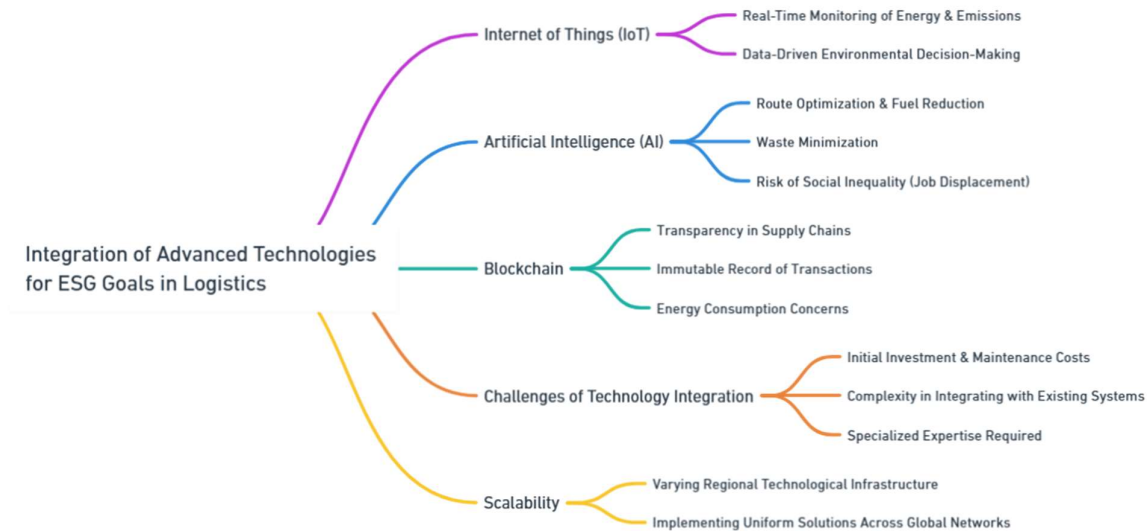 Integration of Advanced Technologies
for ESG Goals in Logistics
Internet of Things (IoT)
Real-Time Monitoring of Energy & Emissions
Data-Driven Environmental Decision-Making
Artificial Intelligence (AI)
Route Optimization & Fuel Reduction
Waste Minimization
Risk of Social Inequality (Job Displacement)
Blockchain
Transparency in Supply Chains
Immutable Record of Transactions
Energy Consumption Concerns
Challenges of Technology Integration
Initial Investment & Maintenance Costs
Complexity in Integrating with Existing Systems
Specialized Expertise Required
Scalability
Varying Regional Technological Infrastructure
Implementing Uniform Solutions Across Global Networks